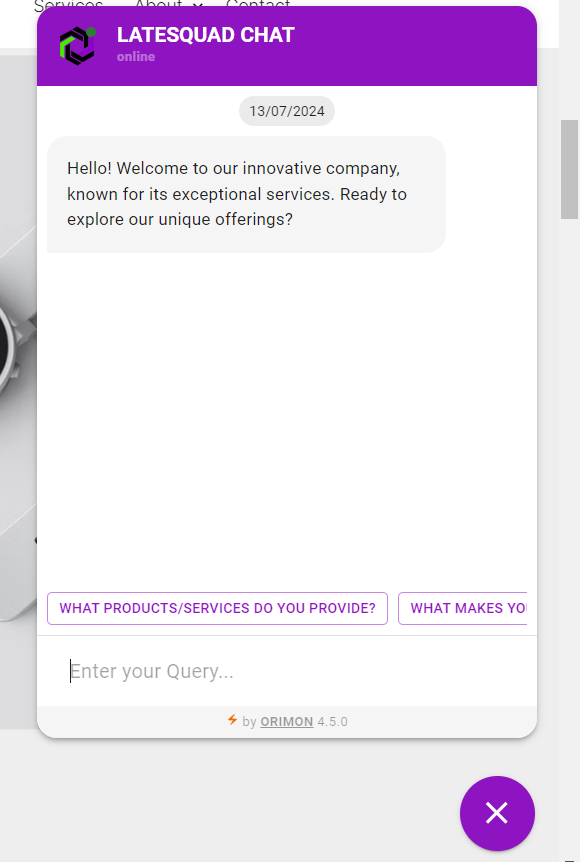 Services About Contact
LATESQUAD CHAT
online
13/07/2024
Hello! Welcome to our innovative company,
known for its exceptional services. Ready to
explore our unique offerings?
WHAT PRODUCTS/SERVICES DO YOU PROVIDE? WHAT MAKES YO
Enter your Query...
by ORIMON 4.5.0